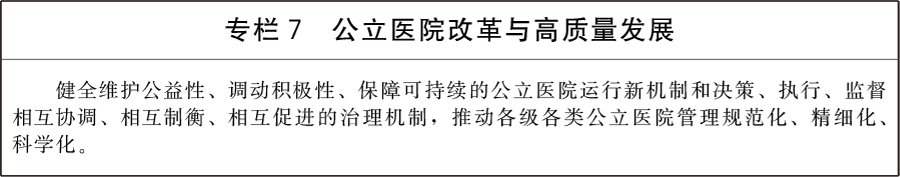 专栏 7　公立医院改革与高质量发展
健全维护公益性、调动积极性、保障可持续的公立医院运行新机制和决策、执行、监督
相互协调、相互制衡、相互促进的治理机制，推动各级各类公立医院管理规范化、精细化、
科学化。